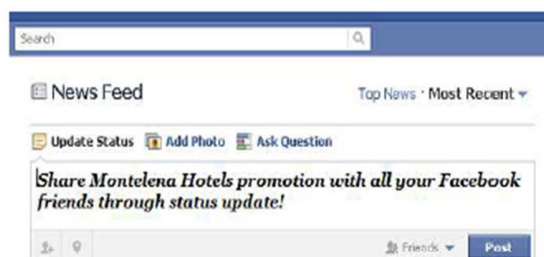 Search
News Feed
Top News · Most Recent
Update Status Add Photo Ask Question
Share Montelena Hotels promotion with all your Facebook
friends through status update!
Friends Post